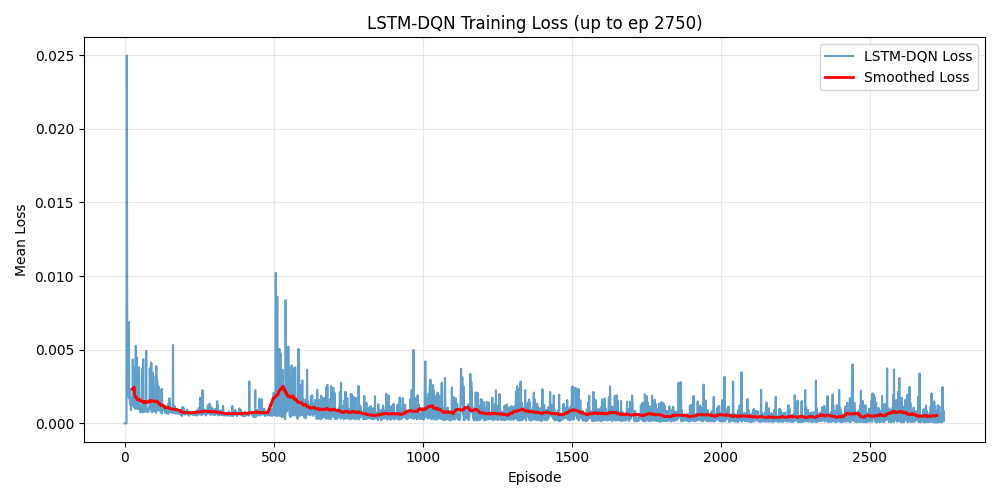 LSTM-DQN Training Loss (up to ep 2750)
LSTM-DQN Loss
Smoothed Loss
Mean Loss
0.025
0.020
0.015
0.010
0.005
0.000
0
500
1000
1500
2000
2500
Episode